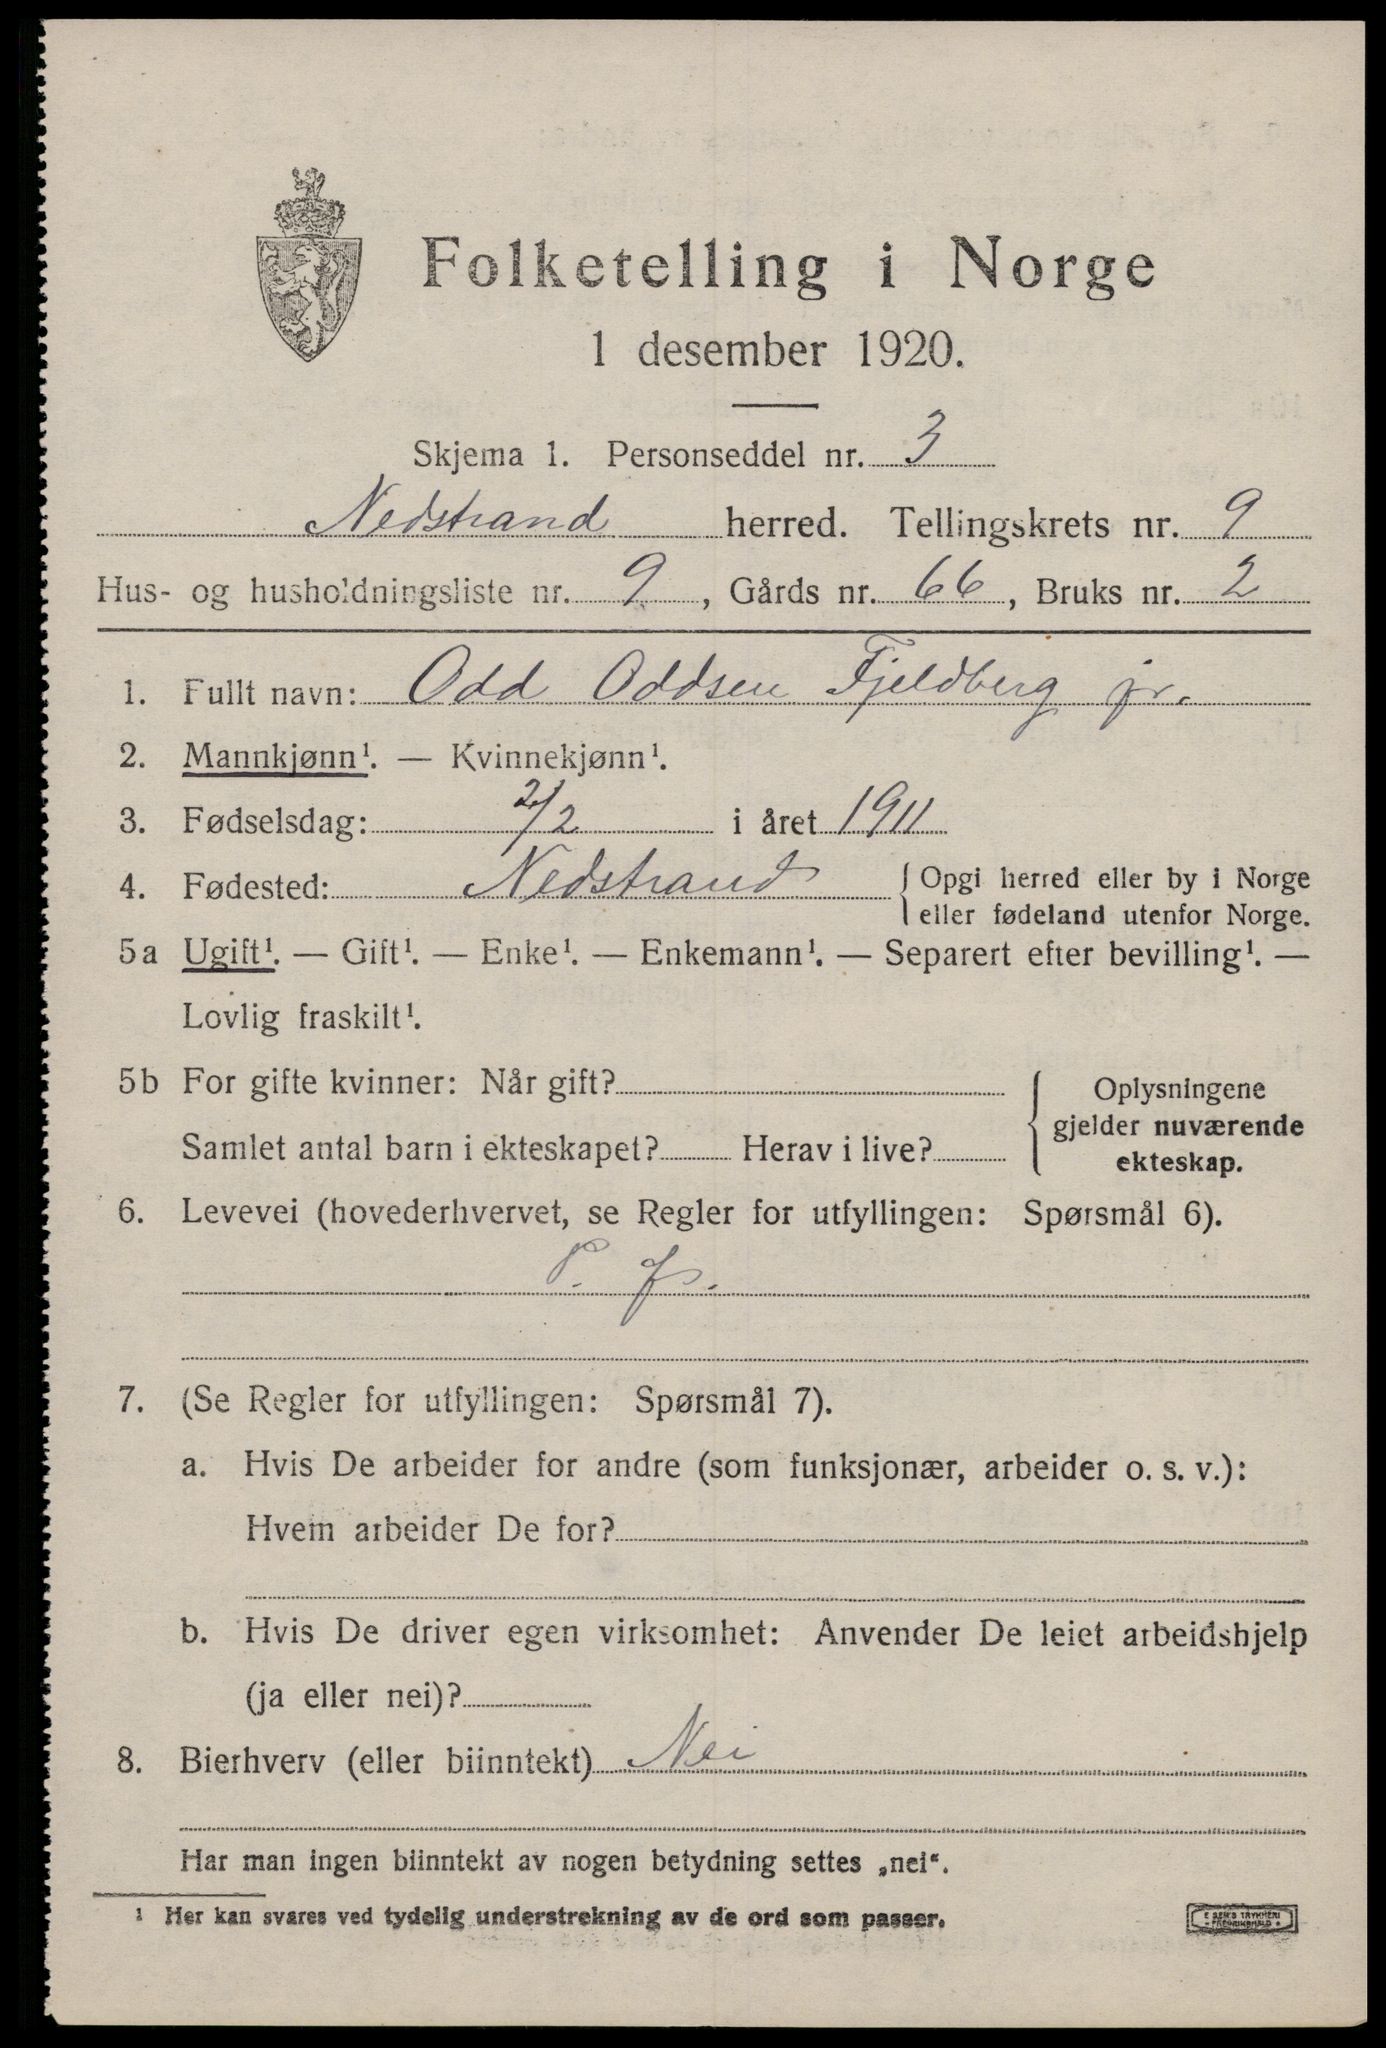 Folketelling i Norge
1 desember 1920.
Skjema 1. Personseddel nr. 3
Nedstrand herred. Tellingskrets nr. 9
Hus- og husholdningsliste nr. 9, Gårds nr. 66, Bruks nr. 2
1. Fullt navn: Odd Oddsen Fjeldberg jr.
2. Mannkjønn¹. — Kvinnekjønn¹.
3. Fødselsdag: 2/2 i året 1911
4. Fødested: Nedstrand { Opgi herred eller by i Norge
eller fødeland utenfor Norge.
5a Ugift¹. — Gift¹. — Enke¹. — Enkemann¹. — Separert efter bevilling¹. —
Lovlig fraskilt¹.
5b For gifte kvinner: Når gift? { Oplysningene
gjelder nuværende
Samlet antal barn i ekteskapet? Herav i live?
ekteskap.
6. Levevei (hovederhvervet, se Regler for utfyllingen: Spørsmål 6).
7. (Se Regler for utfyllingen: Spørsmål 7).
a. Hvis De arbeider for andre (som funksjonær, arbeider o. s. v.):
Hvem arbeider De for?
b. Hvis De driver egen virksomhet: Anvender De leiet arbeidshjelp
(ja eller nei)?
8. Bierhverv (eller biinntekt) Nei
Har man ingen biinntekt av nogen betydning settes „nei“.
¹ Her kan svares ved tydelig understrekning av de ord som passer.